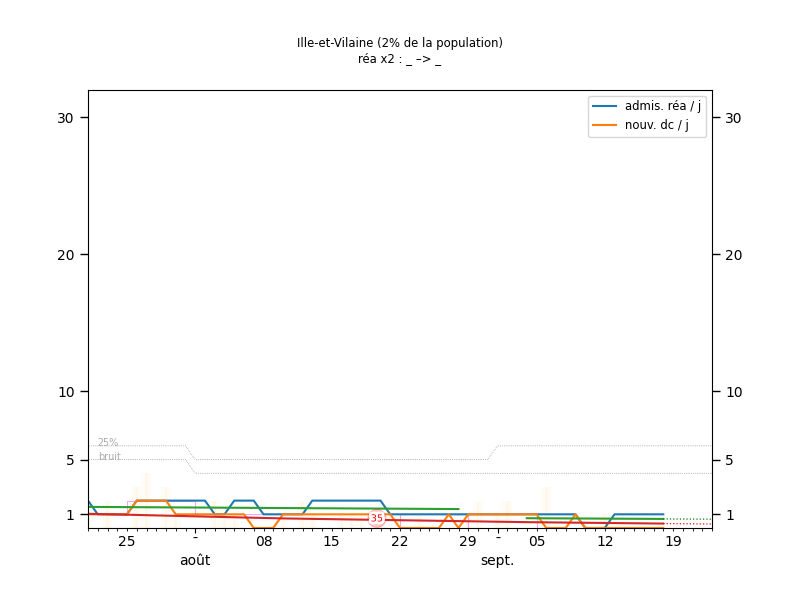 Ille-et-Vilaine (2% de la population)
réa x2 : _ –> _
admis. réa / j
nouv. dc / j
30 30
20 20
10 10
25%
bruit
5 5
35
1 1
25 - 08 15 22 29 - 05 12 19
août sept.